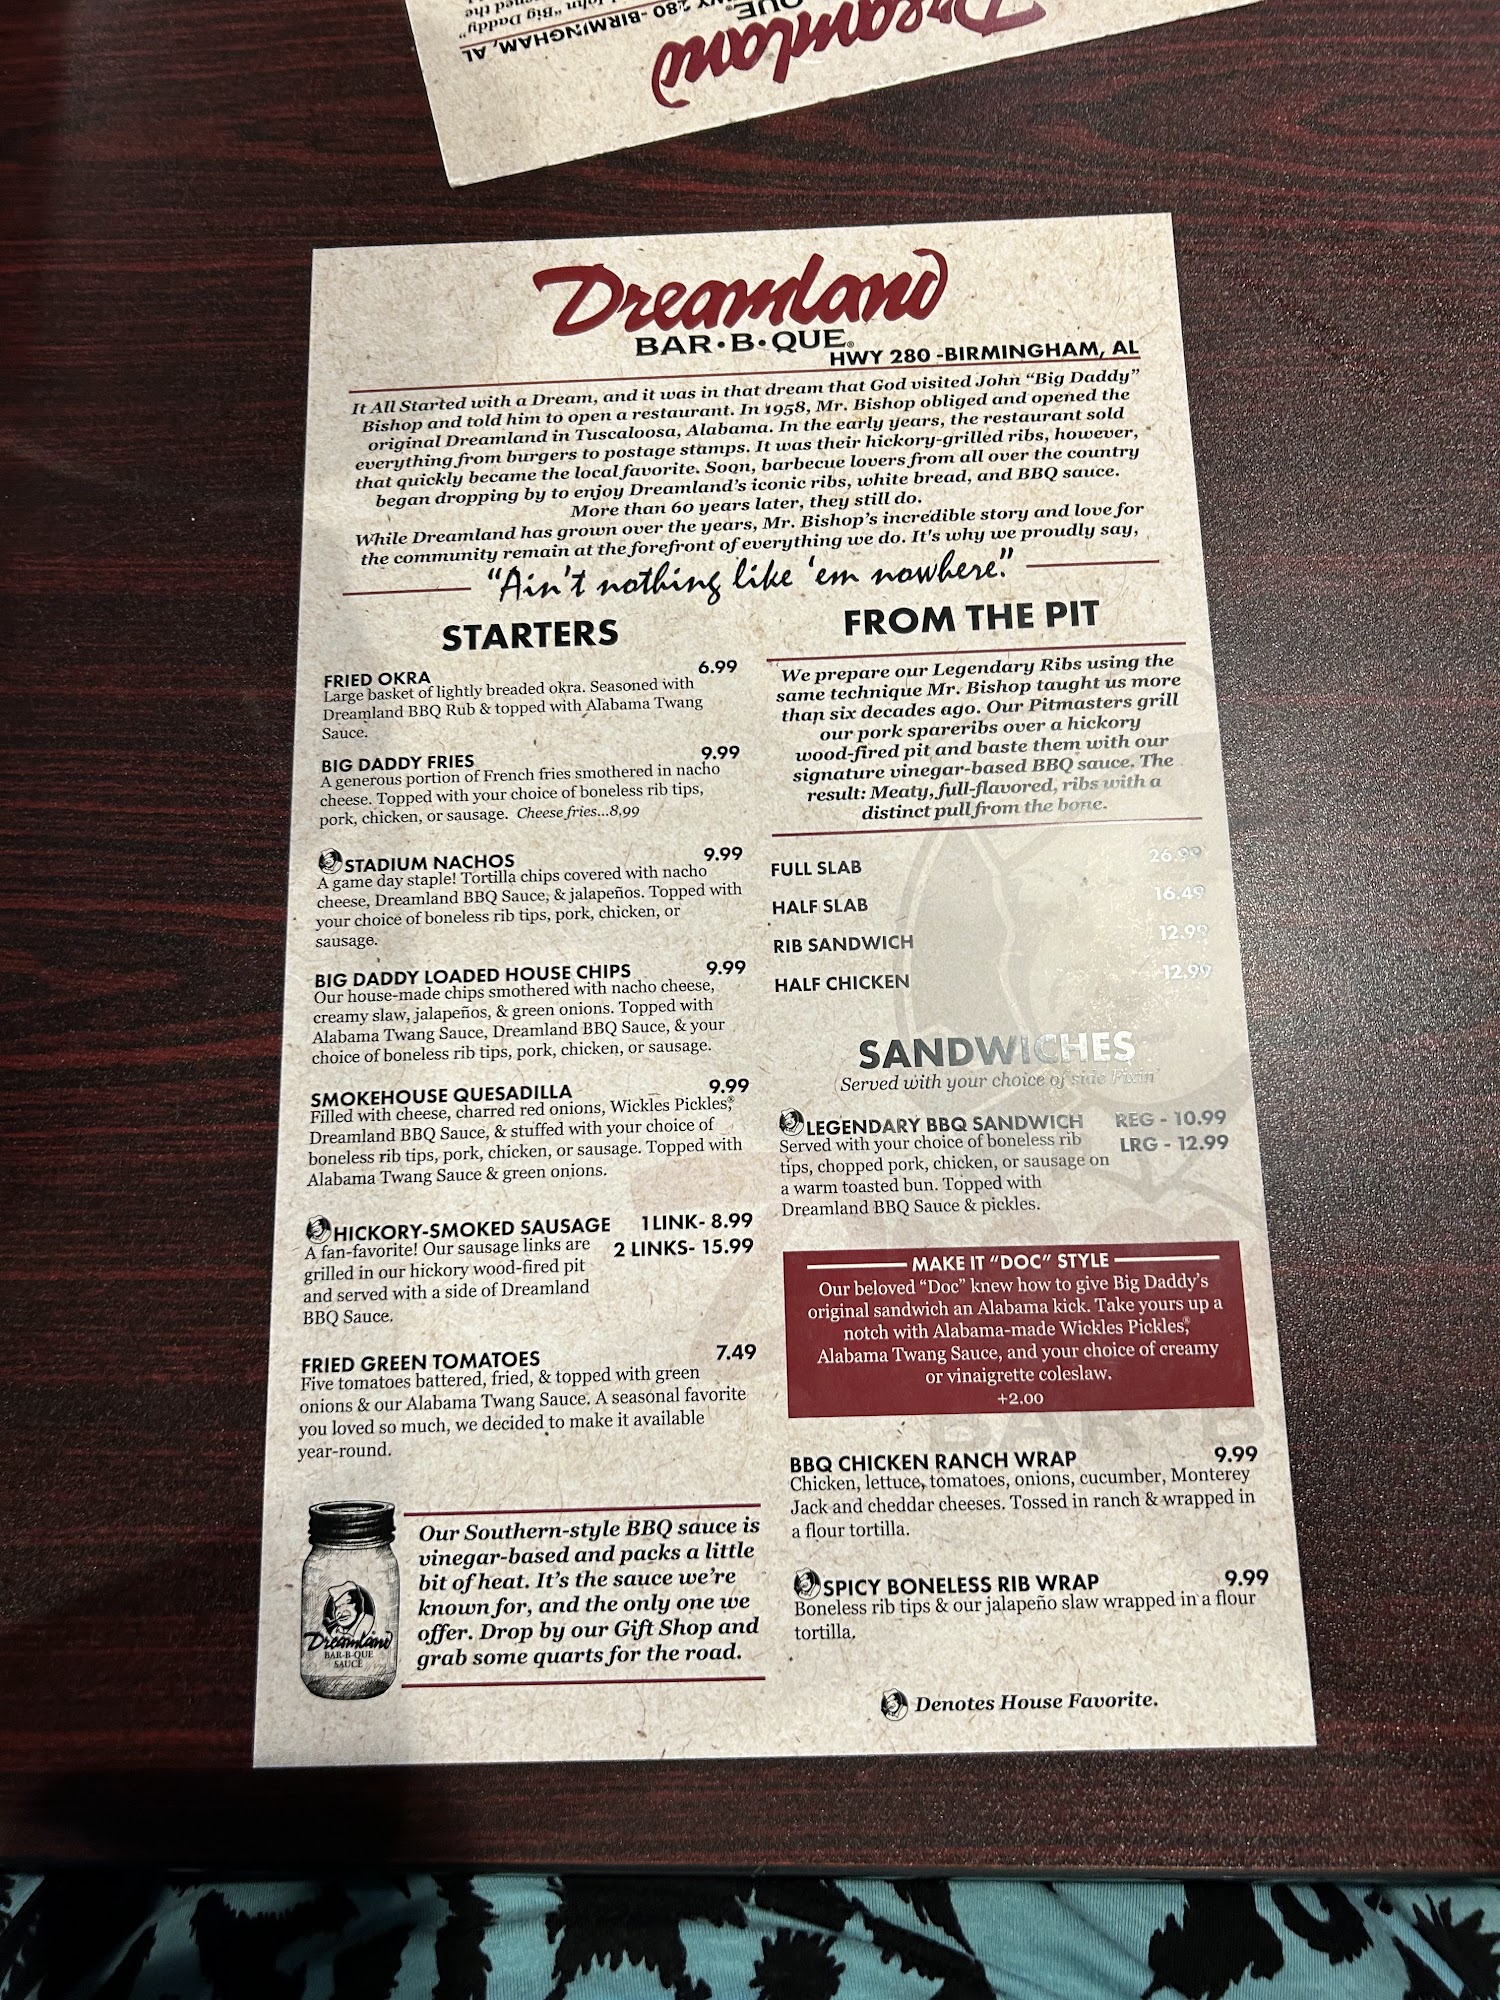 Dreamland
BAR·B·QUE®
HWY 280 -BIRMINGHAM, AL
It All Started with a Dream, and it was in that dream that God visited John “Big Daddy”
Bishop and told him to open a restaurant. In 1958, Mr. Bishop obliged and opened the
original Dreamland in Tuscaloosa, Alabama. In the early years, the restaurant sold
everything from burgers to postage stamps. It was their hickory-grilled ribs, however,
that quickly became the local favorite. Soon, barbecue lovers from all over the country
began dropping by to enjoy Dreamland's iconic ribs, white bread, and BBQ sauce.
More than 60 years later, they still do.
While Dreamland has grown over the years, Mr. Bishop's incredible story and love for
the community remain at the forefront of everything we do. It's why we proudly say,
“Ain't nothing like 'em nowhere.”
STARTERS
FRIED OKRA 6.99
Large basket of lightly breaded okra. Seasoned with
Dreamland BBQ Rub & topped with Alabama Twang
Sauce.
BIG DADDY FRIES 9.99
A generous portion of French fries smothered in nacho
cheese. Topped with your choice of boneless rib tips,
pork, chicken, or sausage. Cheese fries...8.99
STADIUM NACHOS 9.99
A game day staple! Tortilla chips covered with nacho
cheese, Dreamland BBQ Sauce, & jalapeños. Topped with
your choice of boneless rib tips, pork, chicken, or
sausage.
BIG DADDY LOADED HOUSE CHIPS 9.99
Our house-made chips smothered with nacho cheese,
creamy slaw, jalapeños, & green onions. Topped with
Alabama Twang Sauce, Dreamland BBQ Sauce, & your
choice of boneless rib tips, pork, chicken, or sausage.
SMOKEHOUSE QUESADILLA 9.99
Filled with cheese, charred red onions, Wickles Pickles,®
Dreamland BBQ Sauce, & stuffed with your choice of
boneless rib tips, pork, chicken, or sausage. Topped with
Alabama Twang Sauce & green onions.
HICKORY-SMOKED SAUSAGE 1 LINK- 8.99
2 LINKS- 15.99
A fan-favorite! Our sausage links are
grilled in our hickory wood-fired pit
and served with a side of Dreamland
BBQ Sauce.
FRIED GREEN TOMATOES 7.49
Five tomatoes battered, fried, & topped with green
onions & our Alabama Twang Sauce. A seasonal favorite
you loved so much, we decided to make it available
year-round.
Dreamland
BAR-B-QUE
SAUCE
Our Southern-style BBQ sauce is
vinegar-based and packs a little
bit of heat. It's the sauce we're
known for, and the only one we
offer. Drop by our Gift Shop and
grab some quarts for the road.
FROM THE PIT
We prepare our Legendary Ribs using the
same technique Mr. Bishop taught us more
than six decades ago. Our Pitmasters grill
our pork spareribs over a hickory
wood-fired pit and baste them with our
signature vinegar-based BBQ sauce. The
result: Meaty, full-flavored, ribs with a
distinct pull from the bone.
FULL SLAB 26.99
HALF SLAB 16.49
RIB SANDWICH 12.99
HALF CHICKEN 12.99
SANDWICHES
Served with your choice of side Fixin'
LEGENDARY BBQ SANDWICH REG - 10.99
LRG - 12.99
Served with your choice of boneless rib
tips, chopped pork, chicken, or sausage on
a warm toasted bun. Topped with
Dreamland BBQ Sauce & pickles.
MAKE IT “DOC” STYLE
Our beloved “Doc” knew how to give Big Daddy's
original sandwich an Alabama kick. Take yours up a
notch with Alabama-made Wickles Pickles,®
Alabama Twang Sauce, and your choice of creamy
or vinaigrette coleslaw.
+2.00
BBQ CHICKEN RANCH WRAP 9.99
Chicken, lettuce, tomatoes, onions, cucumber, Monterey
Jack and cheddar cheeses. Tossed in ranch & wrapped in
a flour tortilla.
SPICY BONELESS RIB WRAP 9.99
Boneless rib tips & our jalapeño slaw wrapped in a flour
tortilla.
Denotes House Favorite.
Dreamland
QUE®
280 -BIRMINGHAM, AL
John “Big Daddy”